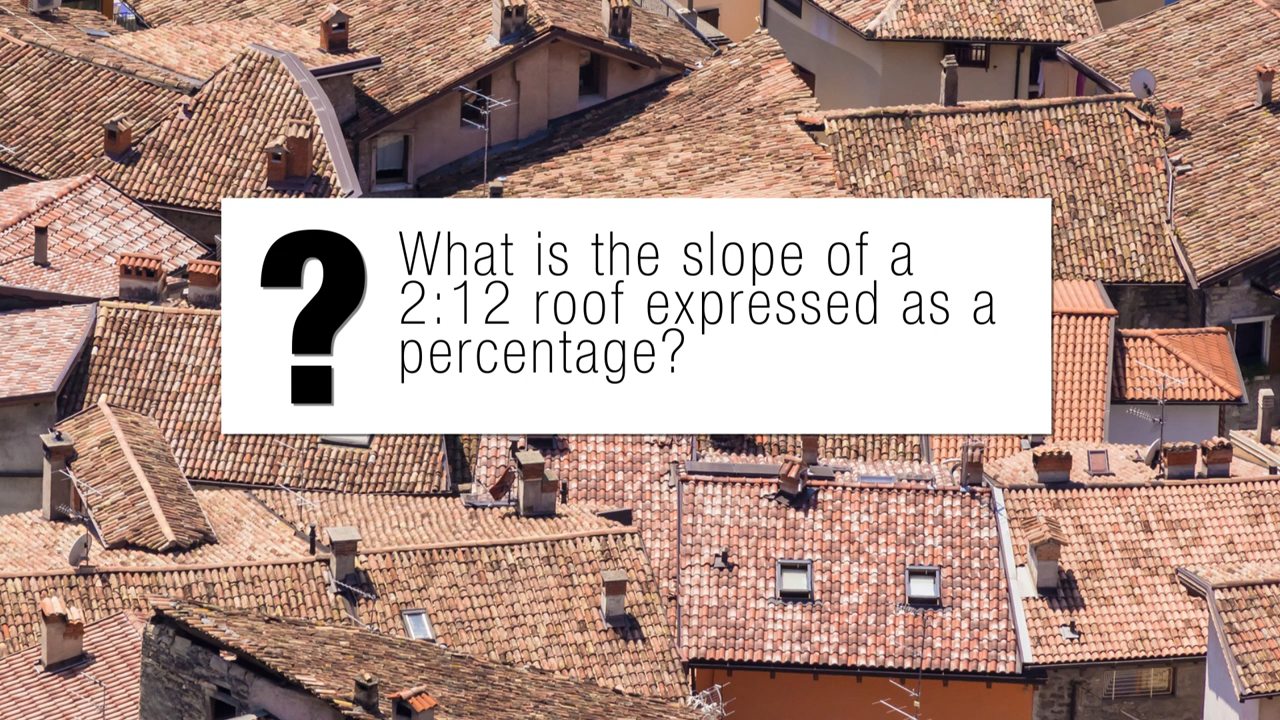 ?
What is the slope of a
2:12 roof expressed as a
percentage?